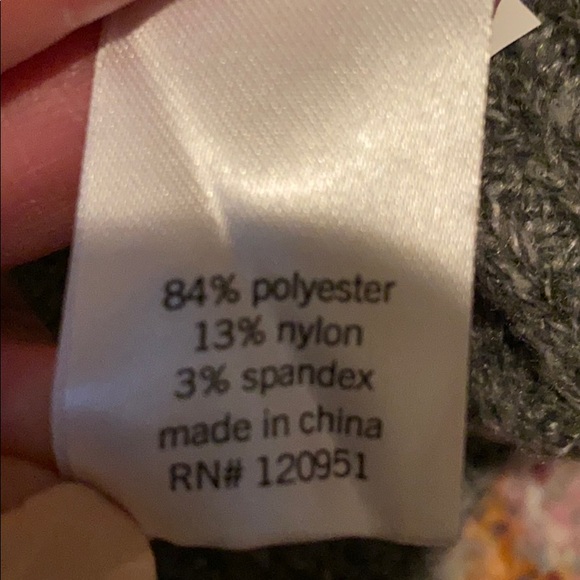 84% polyester
13% nylon
3% spandex
made in china
RN# 120951